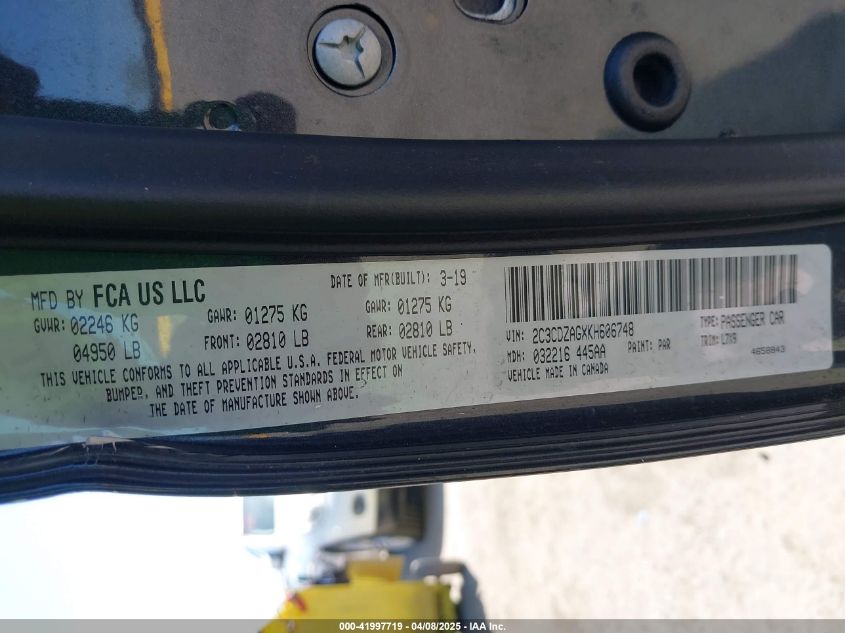 MFD BY FCA US LLC
DATE OF MFR(BUILT): 3-19
GVWR: 02246 KG
04950 LB
GAWR: 01275 KG
FRONT: 02810 LB
GAWR: 01275 KG
REAR: 02810 LB
THIS VEHICLE CONFORMS TO ALL APPLICABLE U.S.A. FEDERAL MOTOR VEHICLE SAFETY,
BUMPER, AND THEFT PREVENTION STANDARDS IN EFFECT ON
THE DATE OF MANUFACTURE SHOWN ABOVE.
VIN: 2C3CDZAGXKH606748
TYPE: PASSENGER CAR
MDH: 032216 445AA
PAINT: PAR
TRIM: L7X9
VEHICLE MADE IN CANADA
4658843
000-41997719 - 04/08/2025 - IAA Inc.